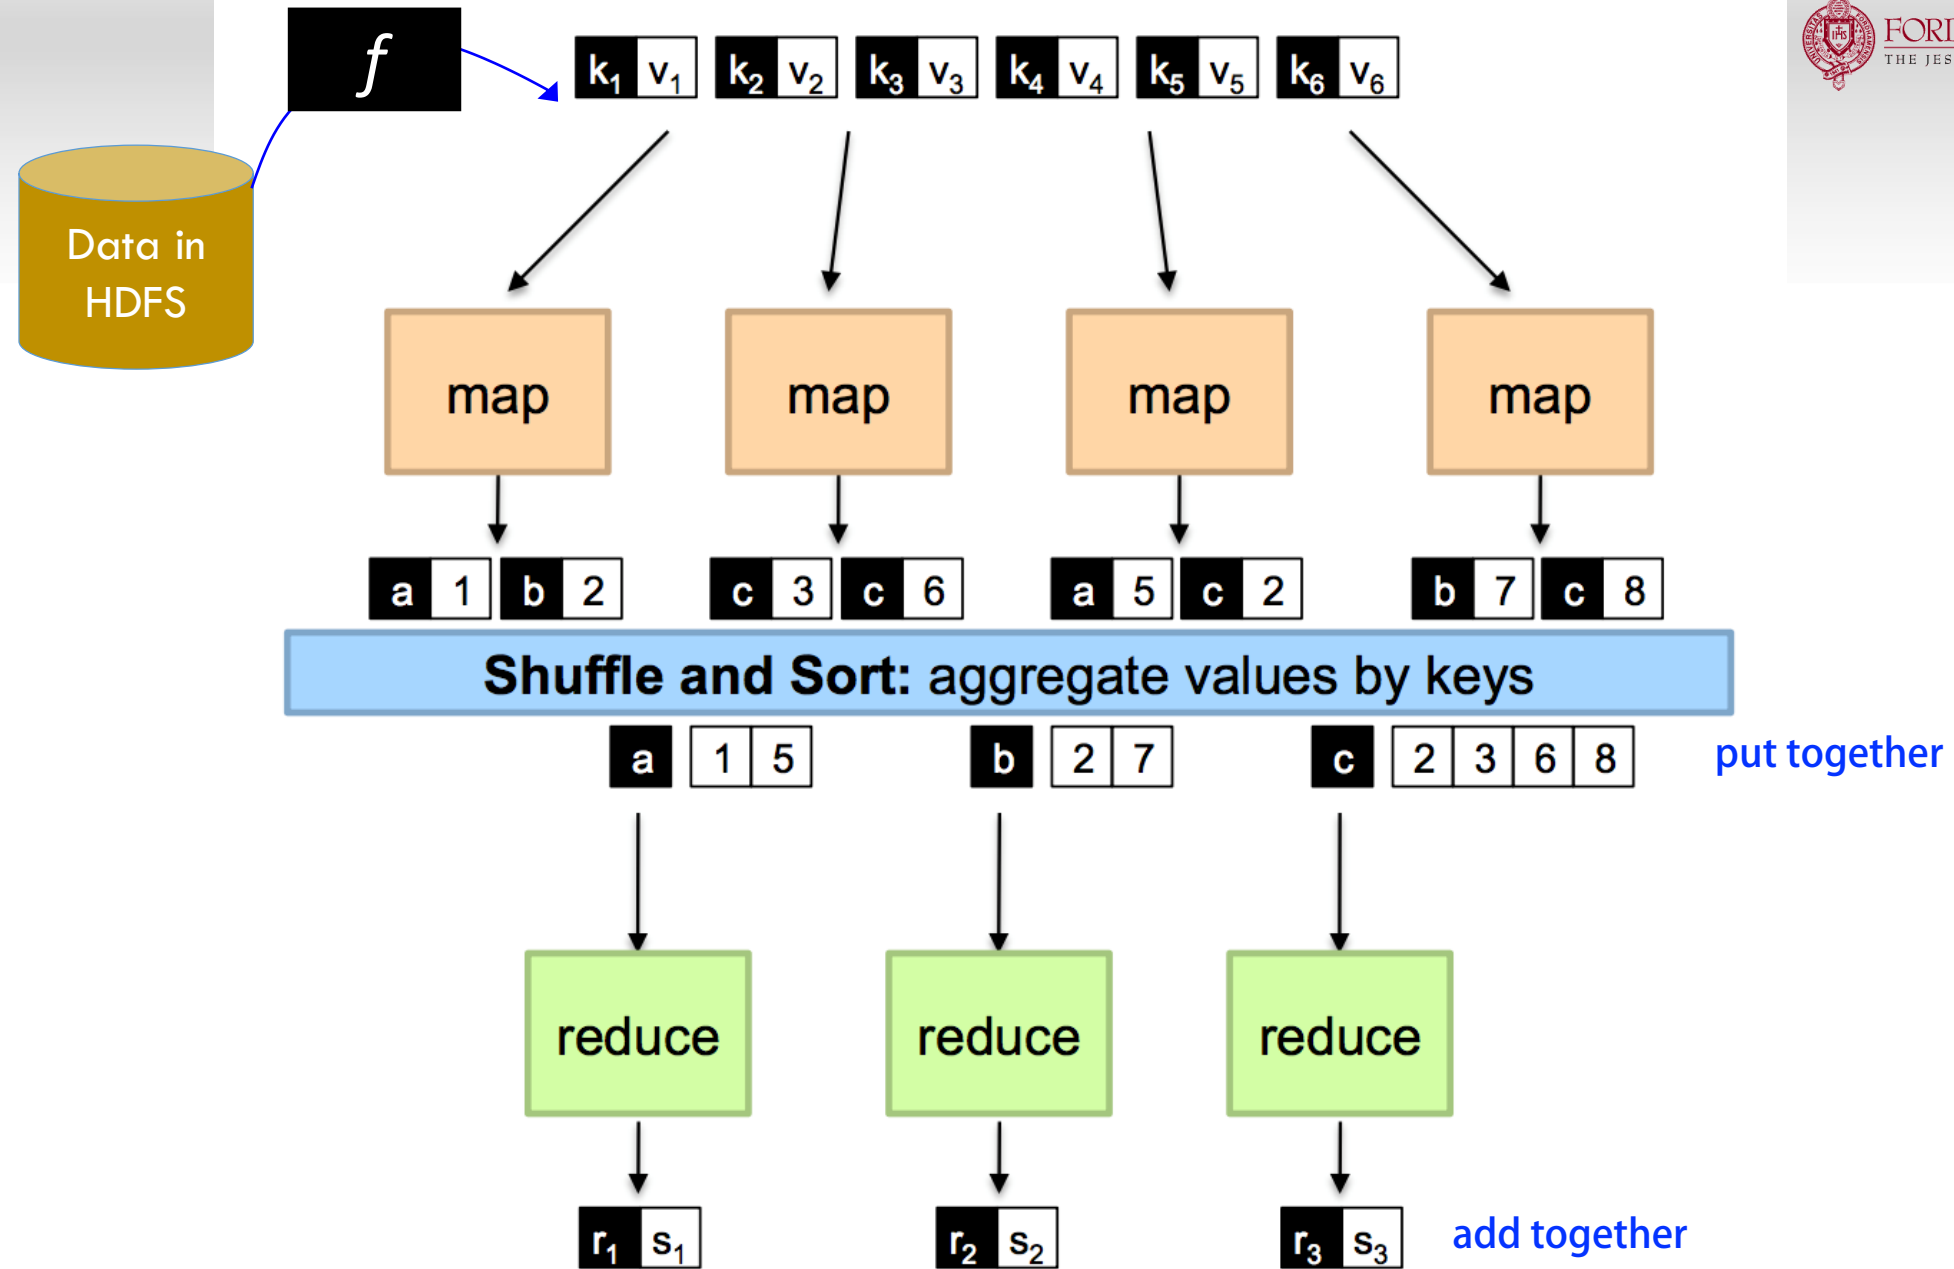 f
k1 v1 k2 v2 k3 v3 k4 v4 k5 v5 k6 v6
THE JES
Data in
HDFS
map map map map
a 1 b 2 c 3 c 6 a 5 c 2 b 7 c 8
Shuffle and Sort: aggregate values by keys
a 1 5 b 2 7 c 2 3 6 8 put together
reduce reduce reduce
r1 s1 r2 s2 r3 s3 add together